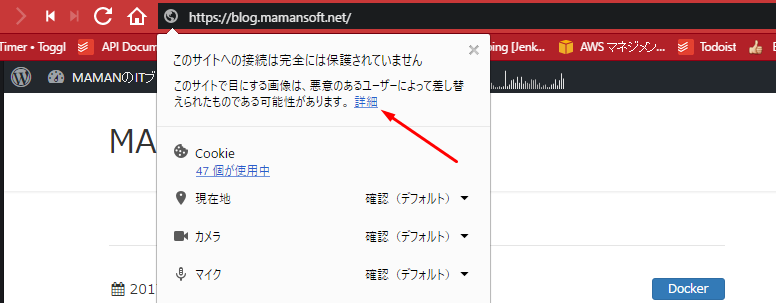 https://blog.mamansoft.net/
Timer • Toggl
API Docum
ping [Jenk...
AWS マネジメン...
Todoist
MAMANのITブ
このサイトへの接続は完全には保護されていません
このサイトで目にする画像は、悪意のあるユーザーによって差し替
えられたものである可能性があります。 詳細
MA
Cookie
47 個が使用中
現在地 確認（デフォルト）
カメラ 確認（デフォルト）
マイク 確認（デフォルト）
201
Docker